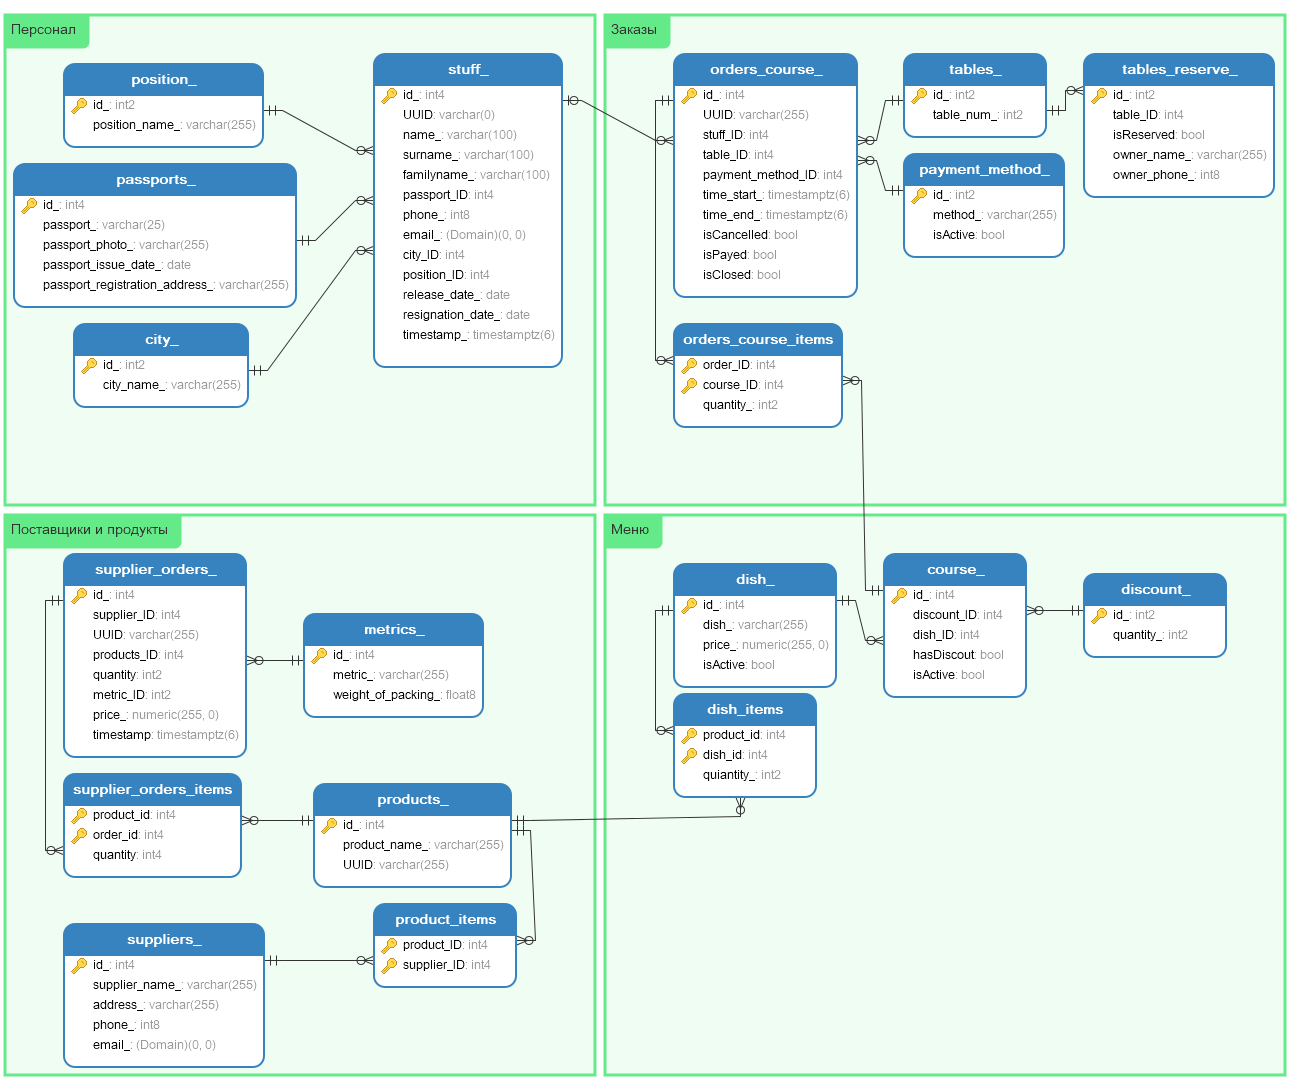 Персонал
position_
id_: int2
position_name_: varchar(255)
passports_
id_: int4
passport_: varchar(25)
passport_photo_: varchar(255)
passport_issue_date_: date
passport_registration_address_: varchar(255)
city_
id_: int2
city_name_: varchar(255)
stuff_
id_: int4
UUID: varchar(0)
name_: varchar(100)
surname_: varchar(100)
familyname_: varchar(100)
passport_ID: int4
phone_: int8
email_: (Domain)(0, 0)
city_ID: int4
position_ID: int4
release_date_: date
resignation_date_: date
timestamp_: timestamptz(6)
Заказы
orders_course_
id_: int4
UUID: varchar(255)
stuff_ID: int4
table_ID: int4
payment_method_ID: int4
time_start_: timestamptz(6)
time_end_: timestamptz(6)
isCancelled: bool
isPayed: bool
isClosed: bool
tables_
id_: int2
table_num_: int2
tables_reserve_
id_: int2
table_ID: int4
isReserved: bool
owner_name_: varchar(255)
owner_phone_: int8
payment_method_
id_: int2
method_: varchar(255)
isActive: bool
orders_course_items
order_ID: int4
course_ID: int4
quantity_: int2
Поставщики и продукты
supplier_orders_
id_: int4
supplier_ID: int4
UUID: varchar(255)
products_ID: int4
quantity: int2
metric_ID: int2
price_: numeric(255, 0)
timestamp: timestamptz(6)
metrics_
id_: int4
metric_: varchar(255)
weight_of_packing_: float8
supplier_orders_items
product_id: int4
order_id: int4
quantity: int4
products_
id_: int4
product_name_: varchar(255)
UUID: varchar(255)
product_items
product_ID: int4
supplier_ID: int4
suppliers_
id_: int4
supplier_name_: varchar(255)
address_: varchar(255)
phone_: int8
email_: (Domain)(0, 0)
Меню
dish_
id_: int4
dish_: varchar(255)
price_: numeric(255, 0)
isActive: bool
dish_items
product_id: int4
dish_id: int4
quiantity_: int2
course_
id_: int4
discount_ID: int4
dish_ID: int4
hasDiscout: bool
isActive: bool
discount_
id_: int2
quantity_: int2